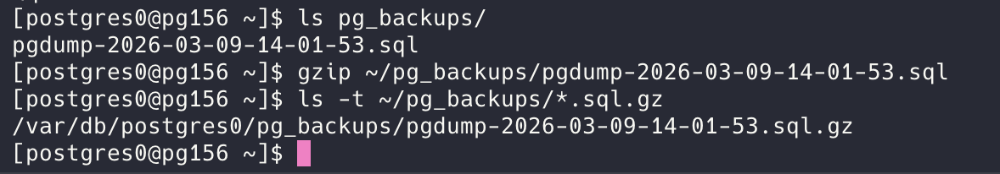 [postgres0@pg156 ~]$ ls pg_backups/
pgdump-2026-03-09-14-01-53.sql
[postgres0@pg156 ~]$ gzip ~/pg_backups/pgdump-2026-03-09-14-01-53.sql
[postgres0@pg156 ~]$ ls -t ~/pg_backups/*.sql.gz
/var/db/postgres0/pg_backups/pgdump-2026-03-09-14-01-53.sql.gz
[postgres0@pg156 ~]$